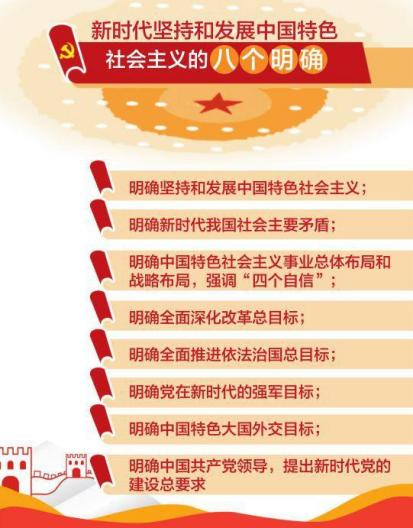 新时代坚持和发展中国特色
社会主义的八个明确
明确坚持和发展中国特色社会主义；
明确新时代我国社会主要矛盾；
明确中国特色社会主义事业总体布局和
战略布局，强调“四个自信”；
明确全面深化改革总目标；
明确全面推进依法治国总目标；
明确党在新时代的强军目标；
明确中国特色大国外交目标；
明确中国共产党领导，提出新时代党的
建设总要求